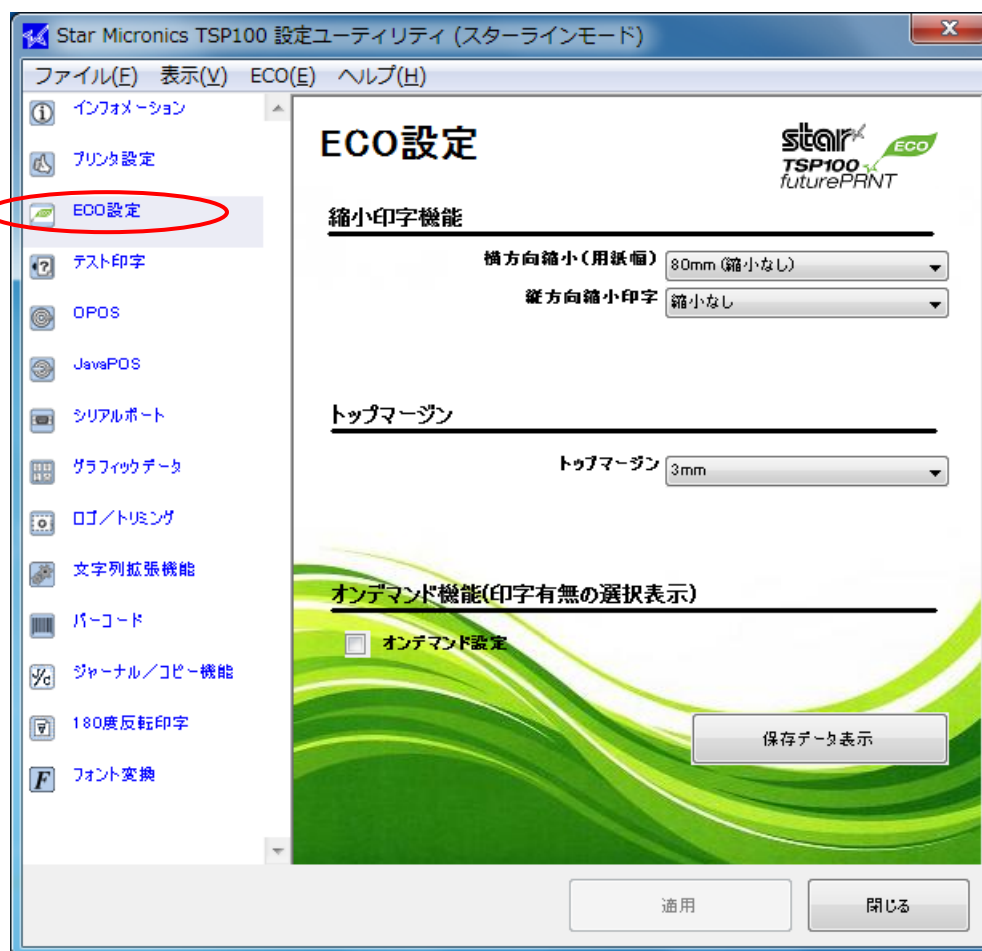 Star Micronics TSP100 設定ユーティリティ (スターラインモード)
ファイル(F) 表示(V) ECO(E) ヘルプ(H)
インフォメーション
プリンタ設定
ECO設定
テスト印字
OPOS
JavaPOS
シリアルポート
グラフィックデータ
ロゴ/トリミング
文字列拡張機能
バーコード
ジャーナル/コピー機能
180度反転印字
フォント変換
ECO設定
star ECO
TSP100
futurePRNT
縮小印字機能
横方向縮小(用紙幅) 80mm (縮小なし)
縦方向縮小印字 縮小なし
トップマージン
トップマージン 3mm
オンデマンド機能(印字有無の選択表示)
オンデマンド設定
保存データ表示
適用 閉じる